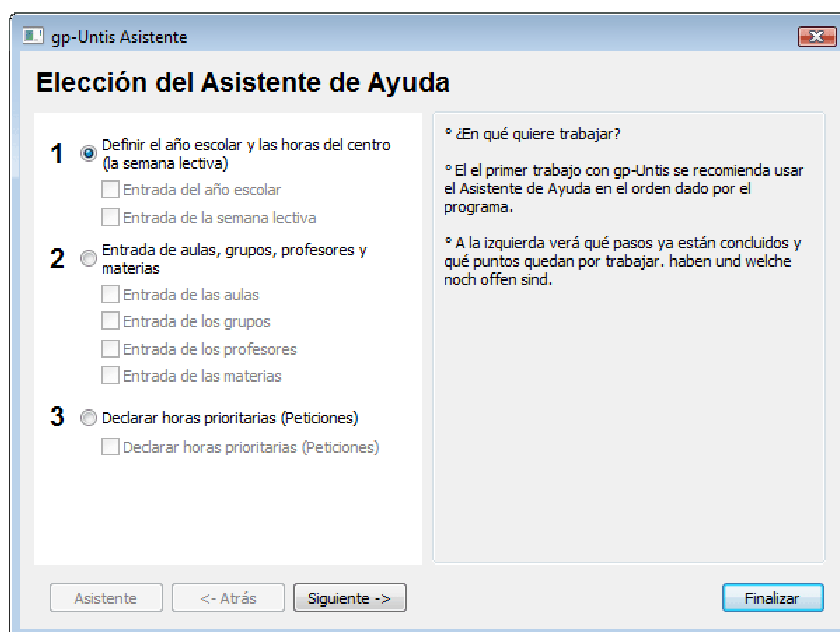 gp-Untis Asistente
Elección del Asistente de Ayuda
1
Definir el año escolar y las horas del centro
(la semana lectiva)
Entrada del año escolar
Entrada de la semana lectiva
2
Entrada de aulas, grupos, profesores y
materias
Entrada de las aulas
Entrada de los grupos
Entrada de los profesores
Entrada de las materias
3
Declarar horas prioritarias (Peticiones)
Declarar horas prioritarias (Peticiones)
° ¿En qué quiere trabajar?
° El el primer trabajo con gp-Untis se recomienda usar
el Asistente de Ayuda en el orden dado por el
programa.
° A la izquierda verá qué pasos ya están concluidos y
qué puntos quedan por trabajar. haben und welche
noch offen sind.
Asistente
<- Atrás
Siguiente ->
Finalizar